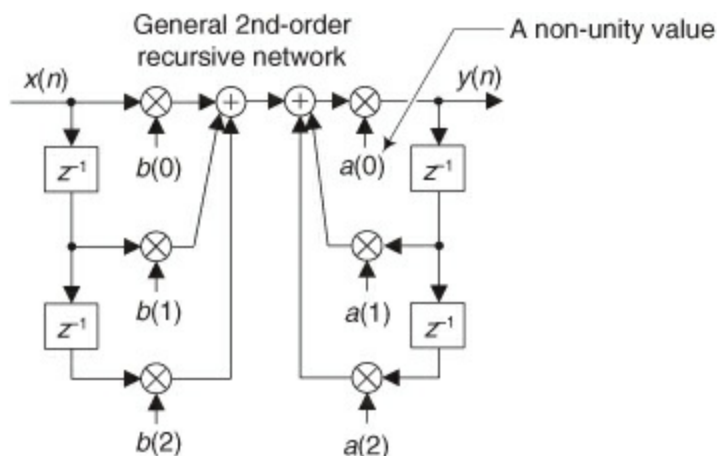 General 2nd-order
recursive network
A non-unity value
x(n)
y(n)
b(0)
a(0)
z⁻¹
z⁻¹
b(1)
a(1)
z⁻¹
z⁻¹
b(2)
a(2)